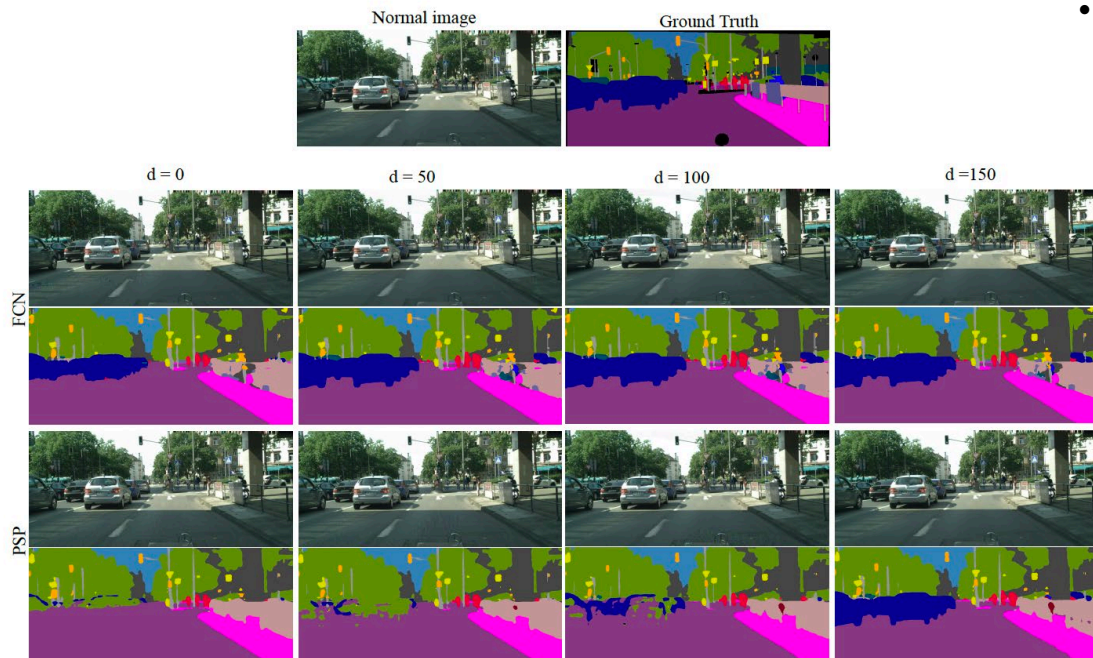 Normal image
Ground Truth
d = 0
d = 50
d = 100
d =150
FCN
PSP